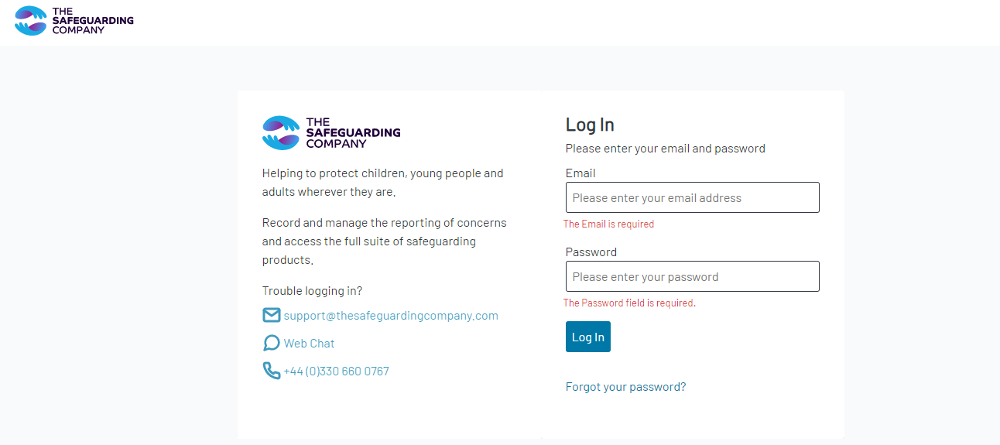 THE
SAFEGUARDING
COMPANY
THE
SAFEGUARDING
COMPANY
Helping to protect children, young people and
adults wherever they are.
Record and manage the reporting of concerns
and access the full suite of safeguarding
products.
Trouble logging in?
support@thesafeguardingcompany.com
Web Chat
+44 (0)330 660 0767
Log In
Please enter your email and password
Email
Please enter your email address
The Email is required
Password
Please enter your password
The Password field is required.
Log In
Forgot your password?